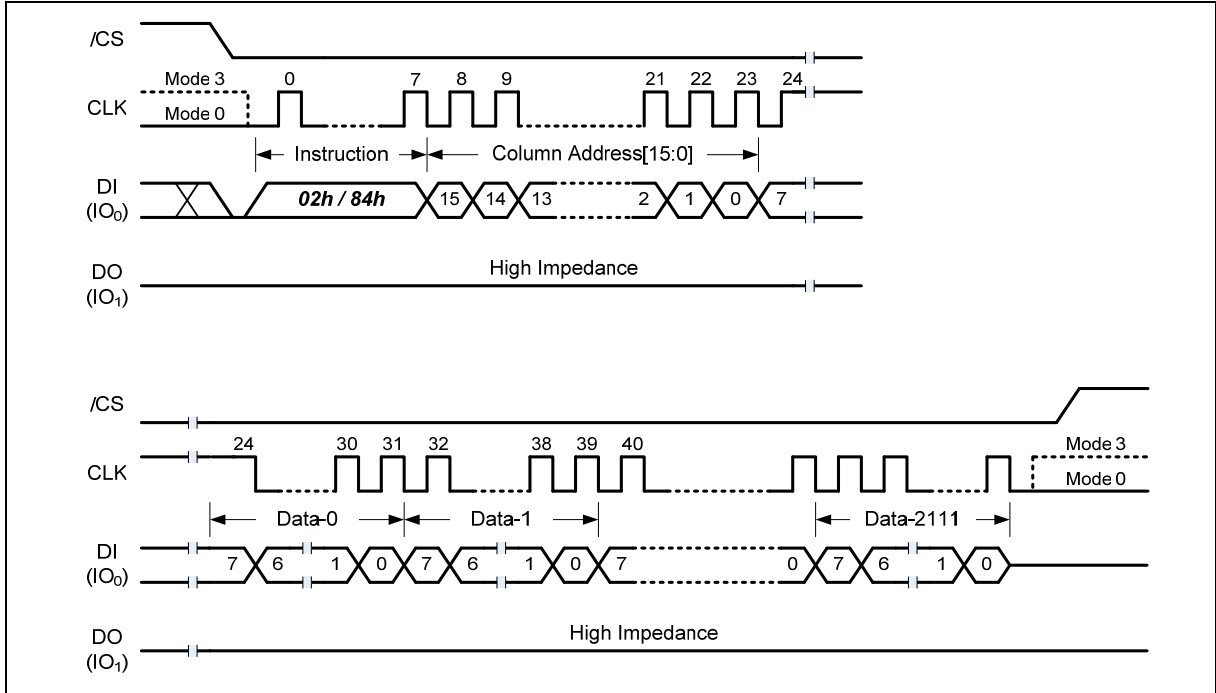 /CS
Mode 3 0 7 8 9 21 22 23 24
CLK
Mode 0
Instruction Column Address[15:0]
DI
(IO0)
02h / 84h 15 14 13 2 1 0 7
High Impedance
DO
(IO1)
/CS
24 30 31 32 38 39 40 Mode 3
CLK
Mode 0
Data-0 Data-1 Data-2111
DI
(IO0)
7 6 1 0 7 6 1 0 7 0 7 6 1 0
High Impedance
DO
(IO1)